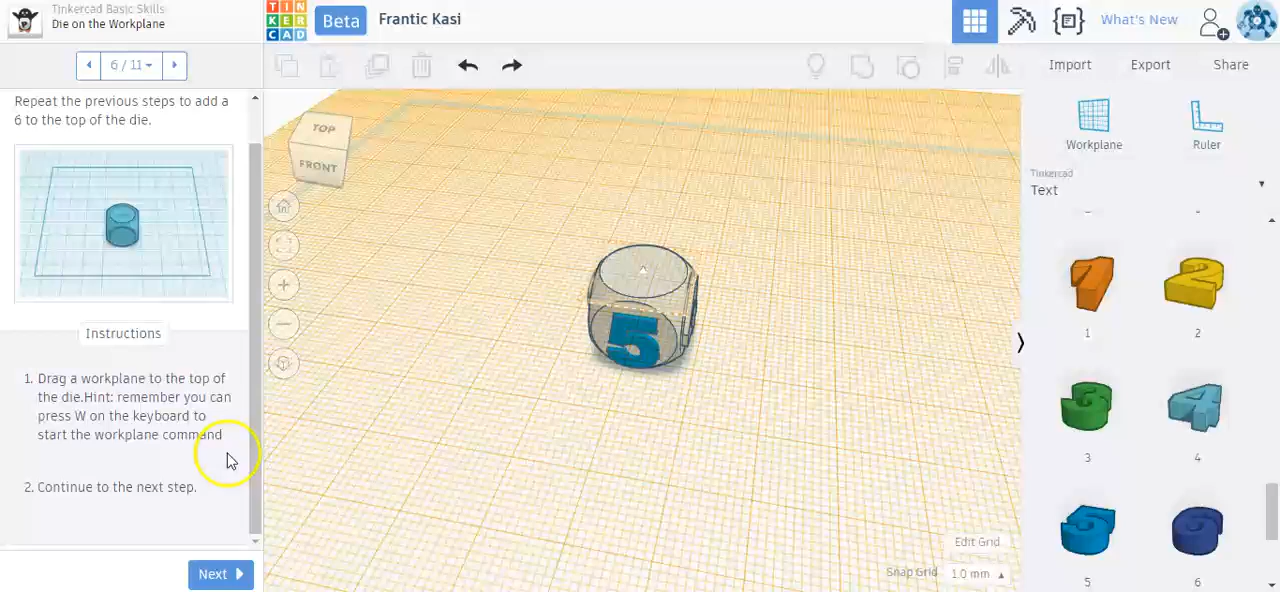 Tinkercad Basic Skills
Die on the Workplane
TIN
KER
CAD
Beta
Frantic Kasi
What's New
6 / 11
Import
Export
Share
Repeat the previous steps to add a
6 to the top of the die.
Instructions
1. Drag a workplane to the top of
the die.Hint: remember you can
press W on the keyboard to
start the workplane command
2. Continue to the next step.
Next
TOP
FRONT
5
Edit Grid
Snap Grid 1.0 mm
Workplane
Ruler
Tinkercad
Text
1
2
3
4
5
6